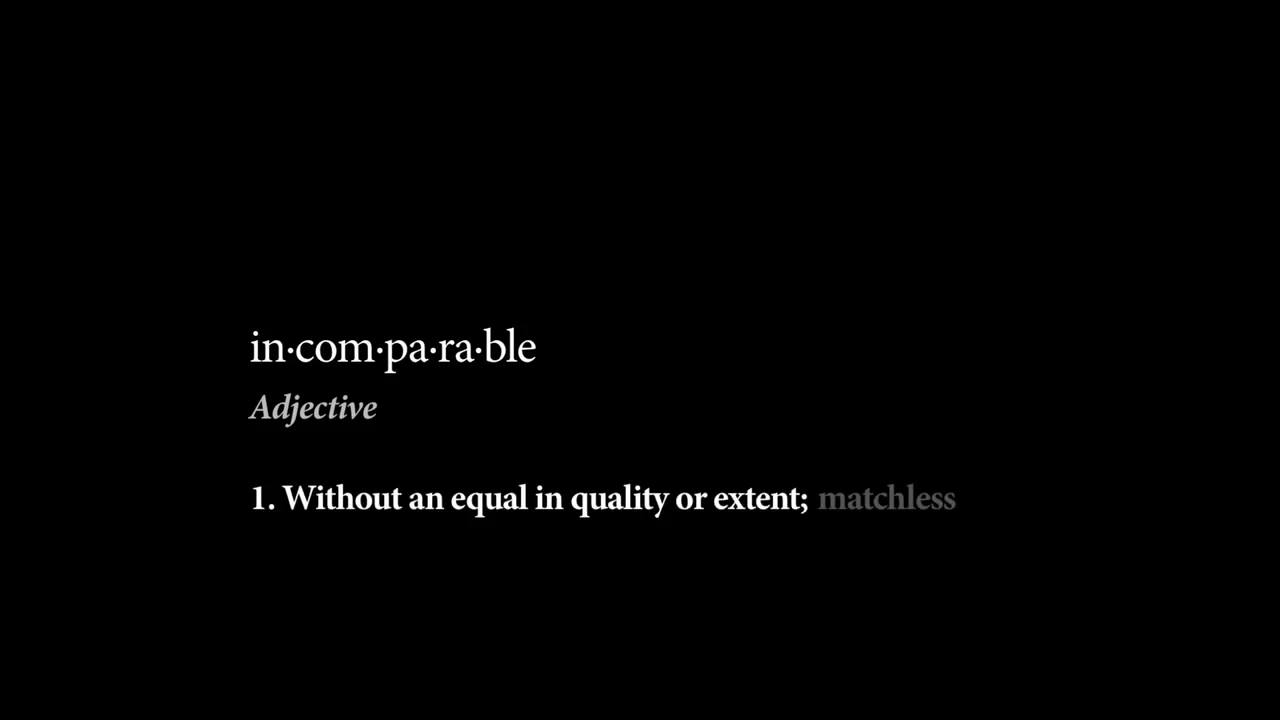 in·com·pa·ra·ble
Adjective
1. Without an equal in quality or extent; matchless